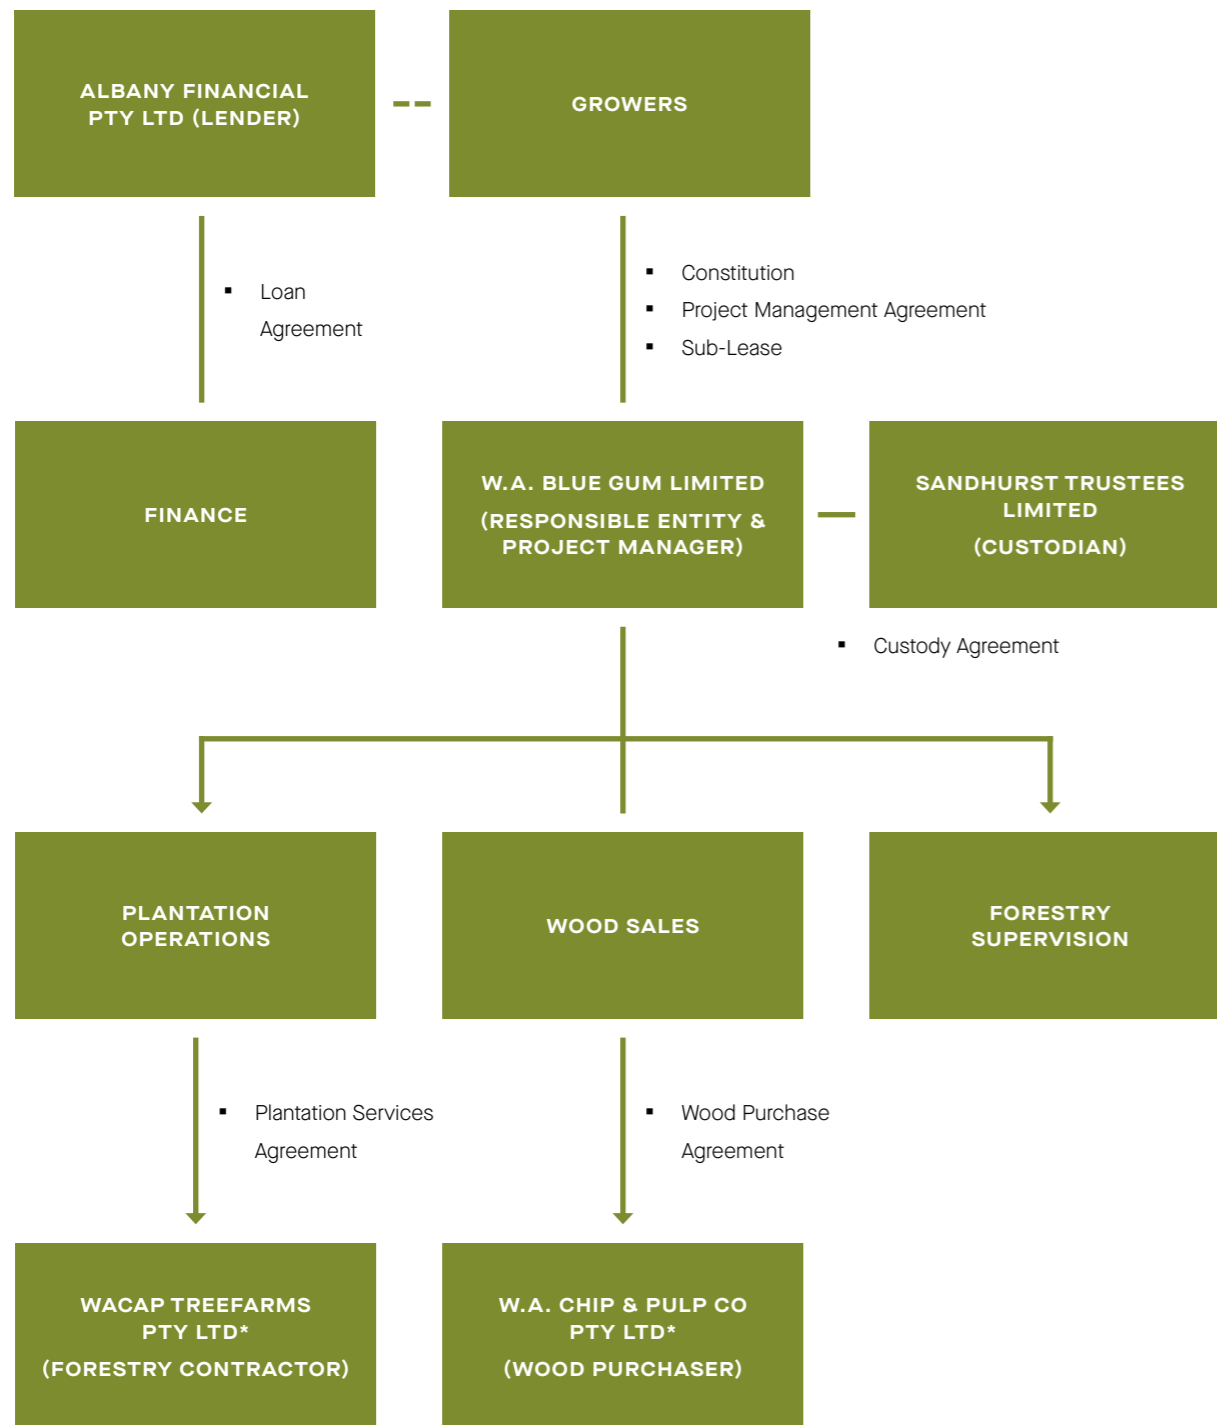 ALBANY FINANCIAL
PTY LTD (LENDER)
GROWERS
▪ Loan
Agreement
▪ Constitution
▪ Project Management Agreement
▪ Sub-Lease
FINANCE
W.A. BLUE GUM LIMITED
(RESPONSIBLE ENTITY &
PROJECT MANAGER)
SANDHURST TRUSTEES
LIMITED
(CUSTODIAN)
▪ Custody Agreement
PLANTATION
OPERATIONS
WOOD SALES
FORESTRY
SUPERVISION
▪ Plantation Services
Agreement
▪ Wood Purchase
Agreement
WACAP TREEFARMS
PTY LTD*
(FORESTRY CONTRACTOR)
W.A. CHIP & PULP CO
PTY LTD*
(WOOD PURCHASER)